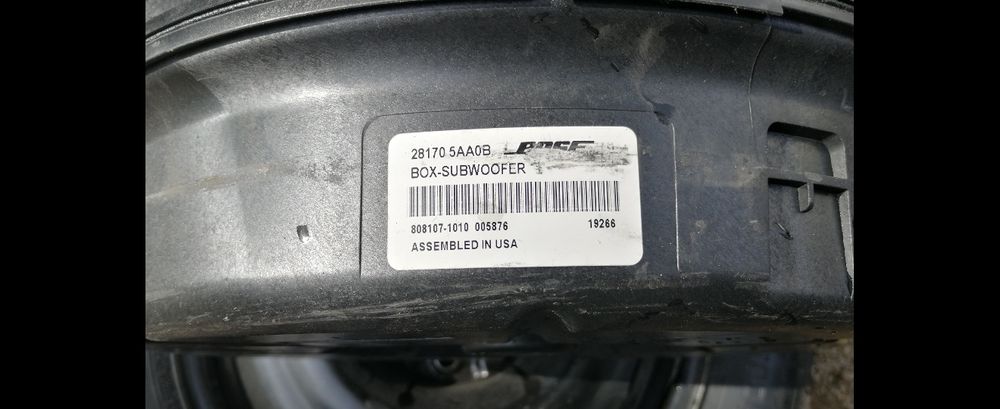 28170 5AA0B BOSE
BOX-SUBWOOFER
808107-1010 005876 19266
ASSEMBLED IN USA